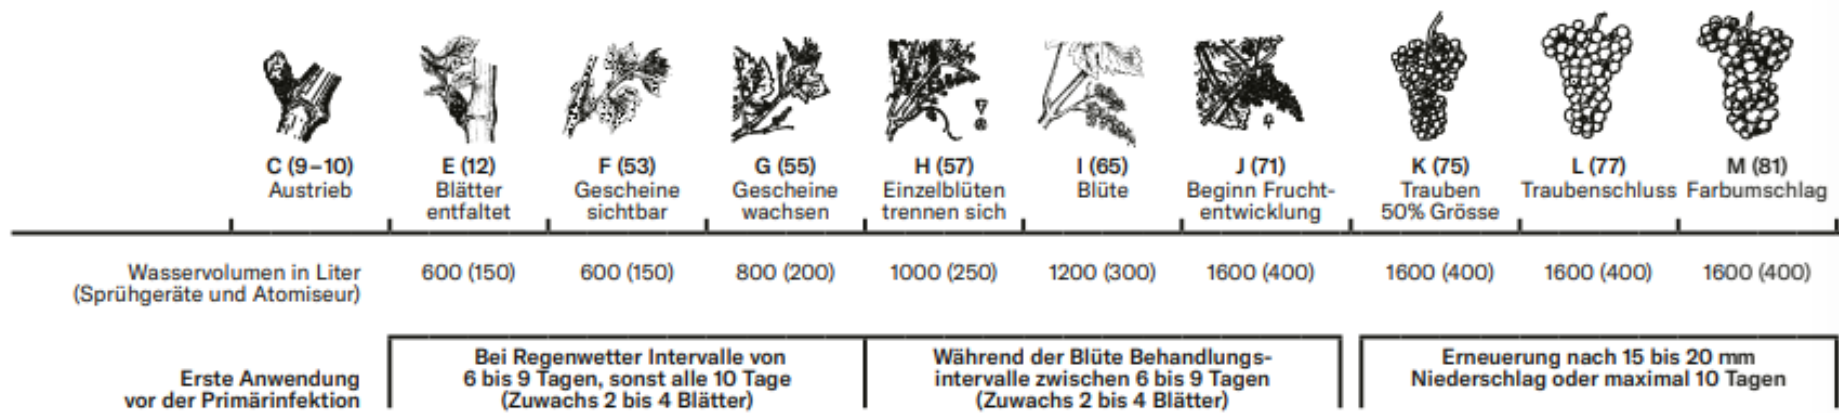 C (9–10)
Austrieb
E (12)
Blätter
entfaltet
F (53)
Gescheine
sichtbar
G (55)
Gescheine
wachsen
H (57)
Einzelblüten
trennen sich
I (65)
Blüte
J (71)
Beginn Frucht-
entwicklung
K (75)
Trauben
50% Grösse
L (77)
Traubenschluss
M (81)
Farbumschlag
Wasservolumen in Liter
(Sprühgeräte und Atomiseur)
600 (150)
600 (150)
800 (200)
1000 (250)
1200 (300)
1600 (400)
1600 (400)
1600 (400)
1600 (400)
Erste Anwendung
vor der Primärinfektion
Bei Regenwetter Intervalle von
6 bis 9 Tagen, sonst alle 10 Tage
(Zuwachs 2 bis 4 Blätter)
Während der Blüte Behandlungs-
intervalle zwischen 6 bis 9 Tagen
(Zuwachs 2 bis 4 Blätter)
Erneuerung nach 15 bis 20 mm
Niederschlag oder maximal 10 Tagen